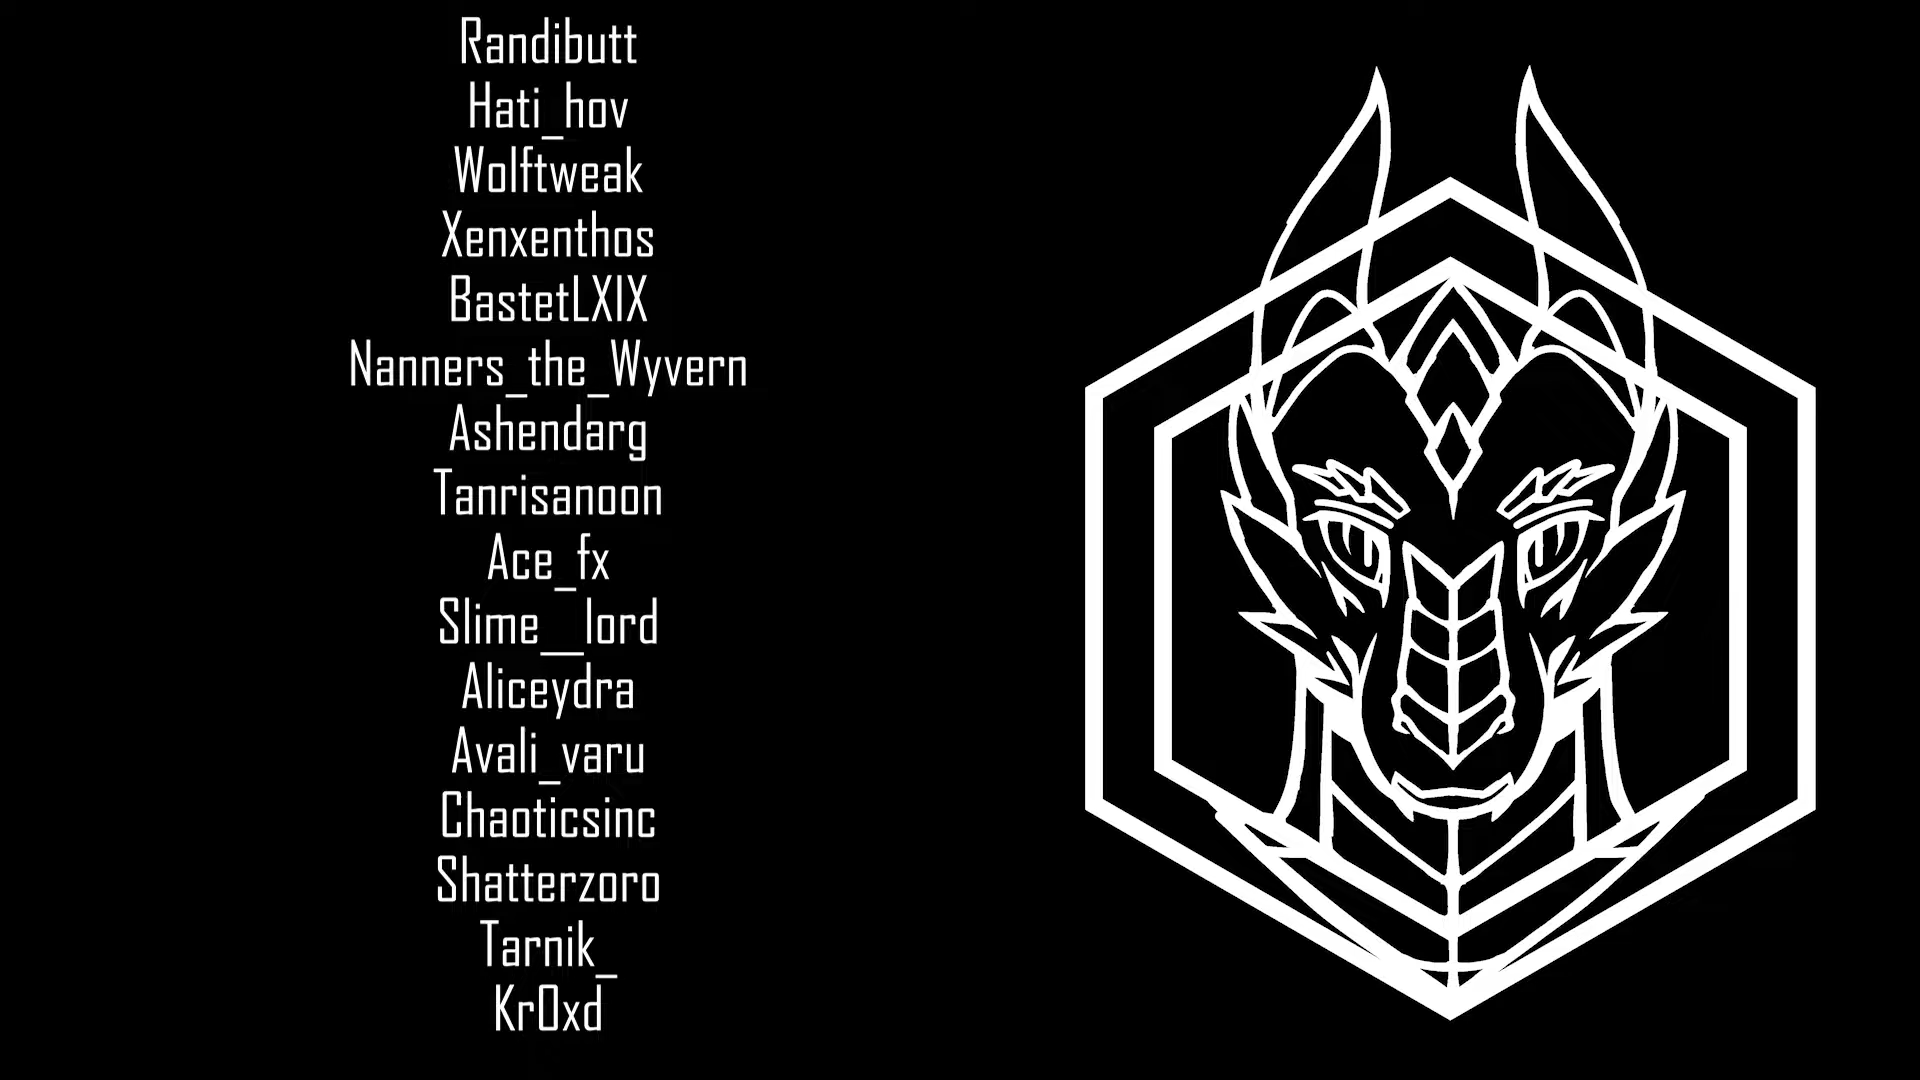 Randibutt
Hati_hov
Wolftweak
Xenxenthos
BastetLXIX
Nanners_the_Wyvern
Ashendarg
Tanrisanoon
Ace_fx
Slime__lord
Aliceydra
Avali_varu
Chaoticsinc
Shatterzoro
Tarnik_
Kr0xd